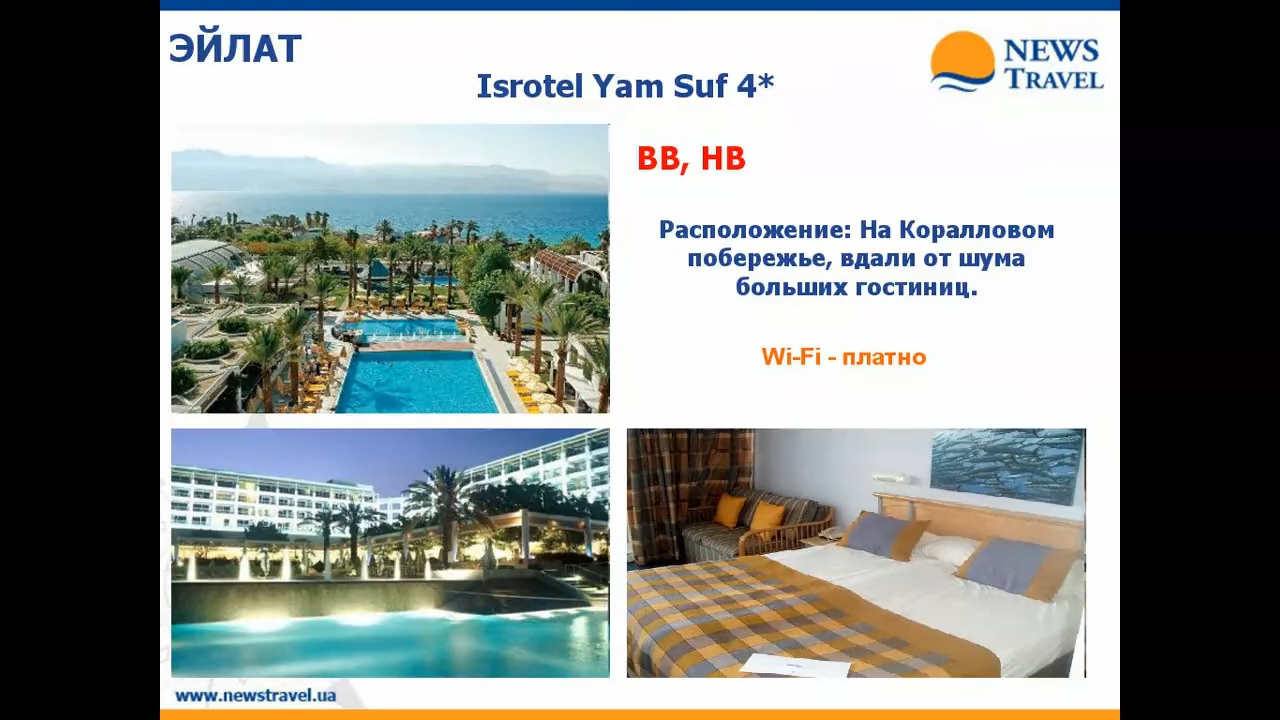 ЭЙЛАТ
NEWS
TRAVEL
Isrotel Yam Suf 4*
BB, HB
Расположение: На Коралловом
побережье, вдали от шума
больших гостиниц.
Wi-Fi - платно
www.newstravel.ua